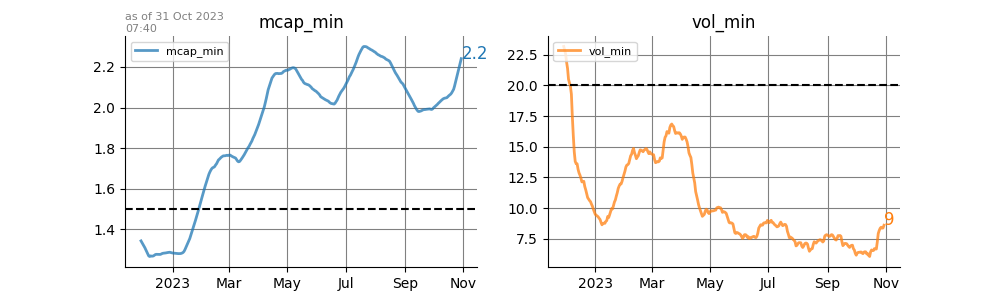 as of 31 Oct 2023
07:40
mcap_min
mcap_min
2.2
2.2
2.0
1.8
1.6
1.4
2023 Mar May Jul Sep Nov
vol_min
vol_min
22.5
20.0
17.5
15.0
12.5
10.0
7.5
9
2023 Mar May Jul Sep Nov